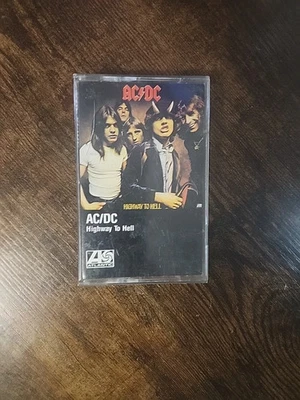 AC/DC
HIGHWAY TO HELL
AC/DC
Highway To Hell
ATLANTIC